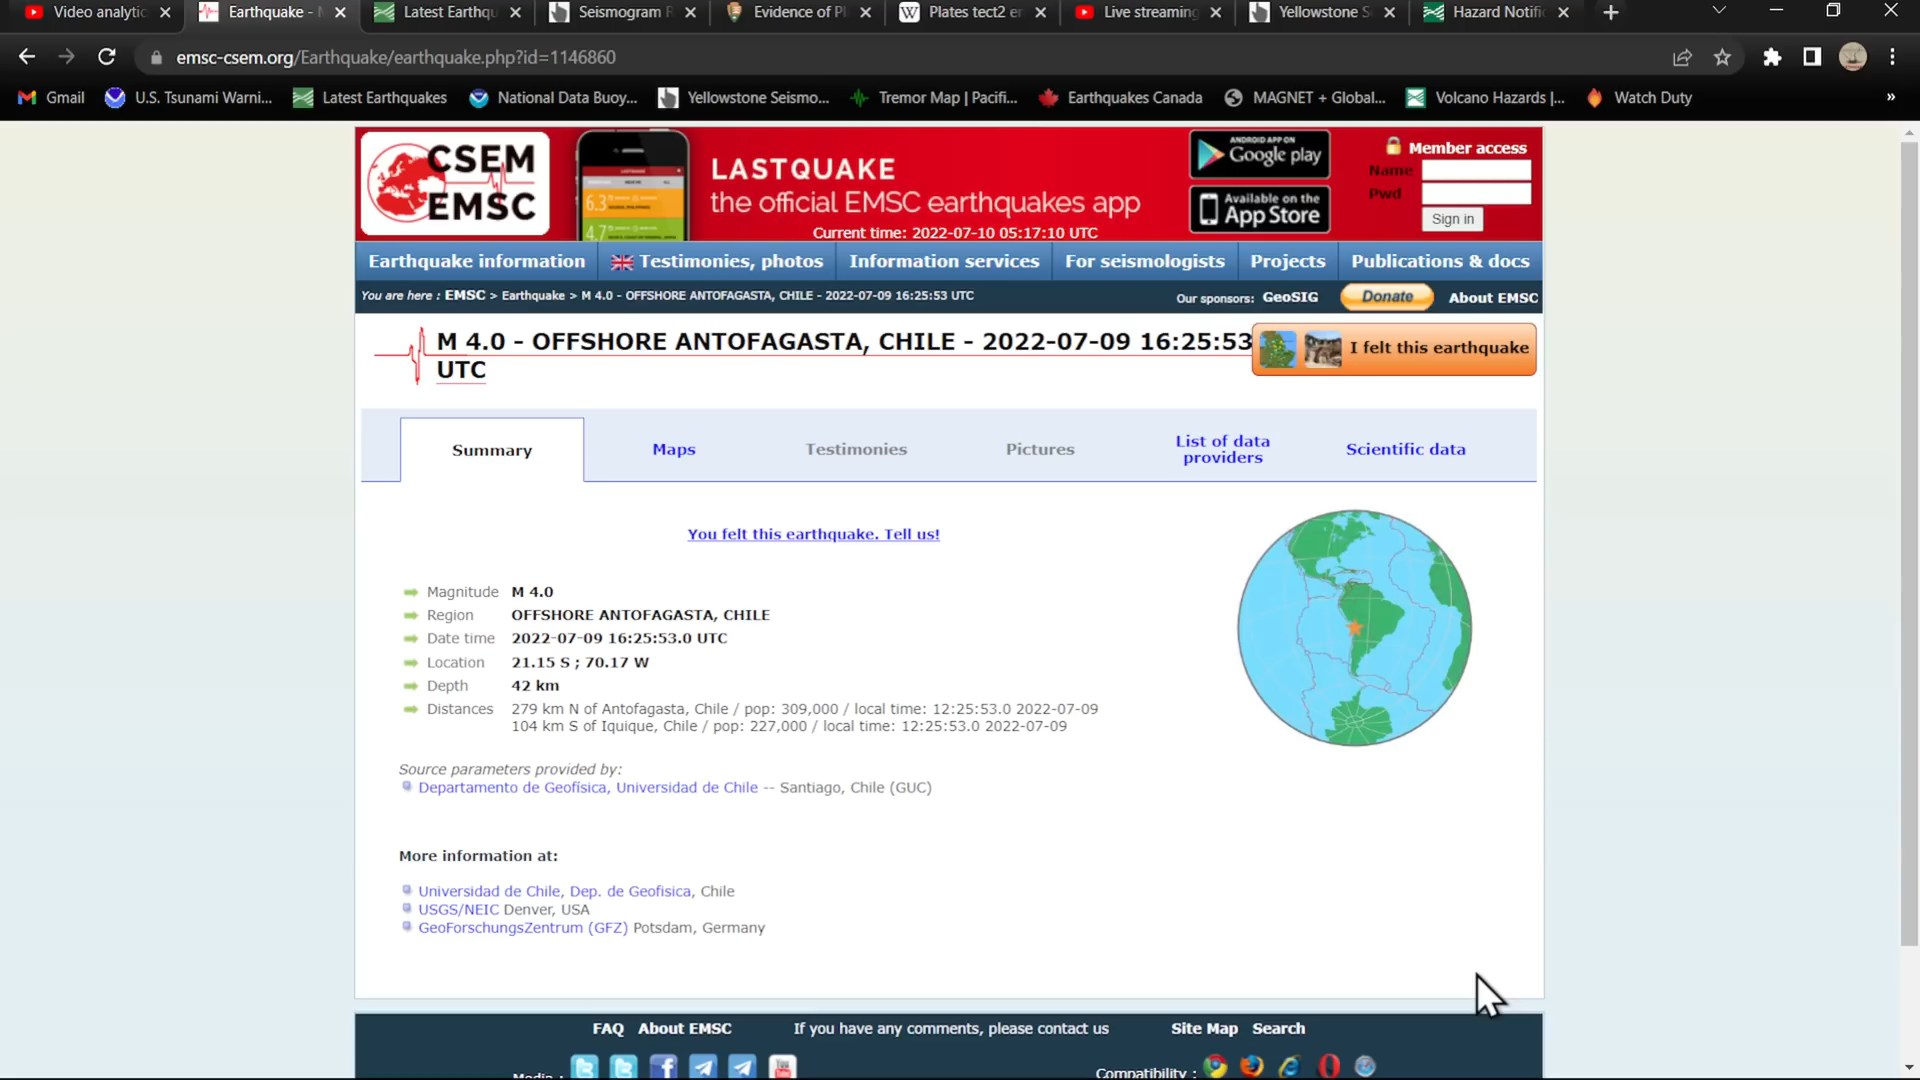 Video analytic
Earthquake - M
Latest Earthqu
Seismogram R
Evidence of Pl
Plates tect2 en
Live streaming
Yellowstone S
Hazard Notific
emsc-csem.org/Earthquake/earthquake.php?id=1146860
Gmail
U.S. Tsunami Warni...
Latest Earthquakes
National Data Buoy...
Yellowstone Seismo...
Tremor Map | Pacifi...
Earthquakes Canada
MAGNET + Global...
Volcano Hazards |...
Watch Duty
»
CSEM
EMSC
LASTQUAKE
the official EMSC earthquakes app
Current time: 2022-07-10 05:17:10 UTC
6.3
4.7
ANDROID APP ON
Google play
Available on the
App Store
Member access
Name
Pwd
Sign in
Earthquake information
Testimonies, photos
Information services
For seismologists
Projects
Publications & docs
You are here : EMSC > Earthquake > M 4.0 - OFFSHORE ANTOFAGASTA, CHILE - 2022-07-09 16:25:53 UTC
Our sponsors: GeoSIG
Donate
About EMSC
M 4.0 - OFFSHORE ANTOFAGASTA, CHILE - 2022-07-09 16:25:53
UTC
I felt this earthquake
Summary
Maps
Testimonies
Pictures
List of data
providers
Scientific data
You felt this earthquake. Tell us!
Magnitude M 4.0
Region OFFSHORE ANTOFAGASTA, CHILE
Date time 2022-07-09 16:25:53.0 UTC
Location 21.15 S ; 70.17 W
Depth 42 km
Distances 279 km N of Antofagasta, Chile / pop: 309,000 / local time: 12:25:53.0 2022-07-09
104 km S of Iquique, Chile / pop: 227,000 / local time: 12:25:53.0 2022-07-09
Source parameters provided by:
Departamento de Geofísica, Universidad de Chile -- Santiago, Chile (GUC)
More information at:
Universidad de Chile, Dep. de Geofisica, Chile
USGS/NEIC Denver, USA
GeoForschungsZentrum (GFZ) Potsdam, Germany
FAQ About EMSC
If you have any comments, please contact us
Site Map Search
Media :
Compatibility :